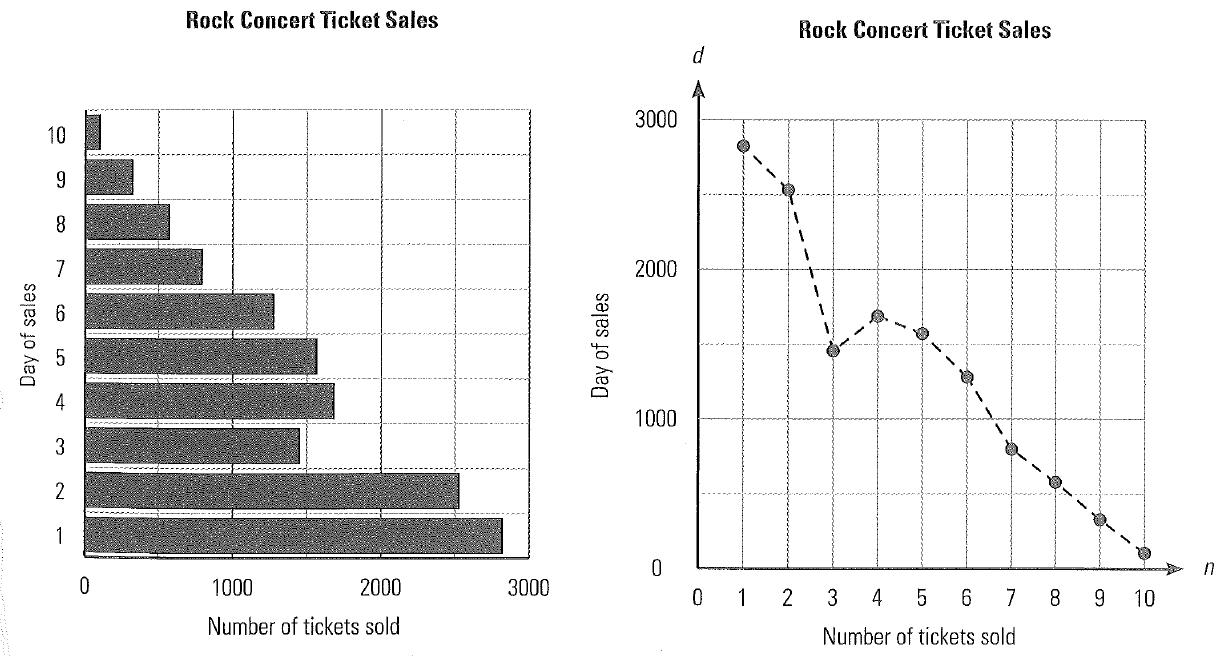 Rock Concert Ticket Sales
10
9
8
7
6
5
4
3
2
1
Day of sales
0 1000 2000 3000
Number of tickets sold
Rock Concert Ticket Sales
d
3000
2000
1000
0
Day of sales
n
0 1 2 3 4 5 6 7 8 9 10
Number of tickets sold